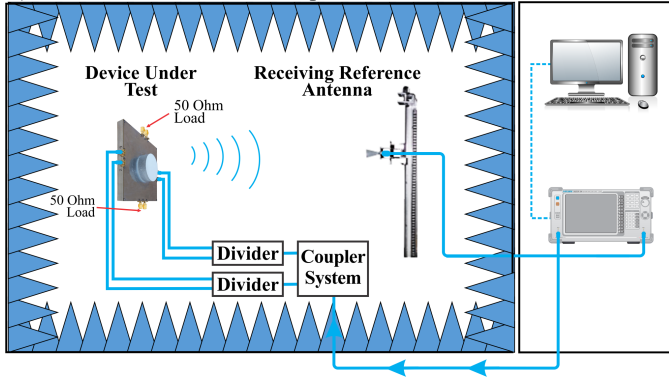 Device Under
Test
Receiving Reference
Antenna
50 Ohm
Load
50 Ohm
Load
Divider
Divider
Coupler
System